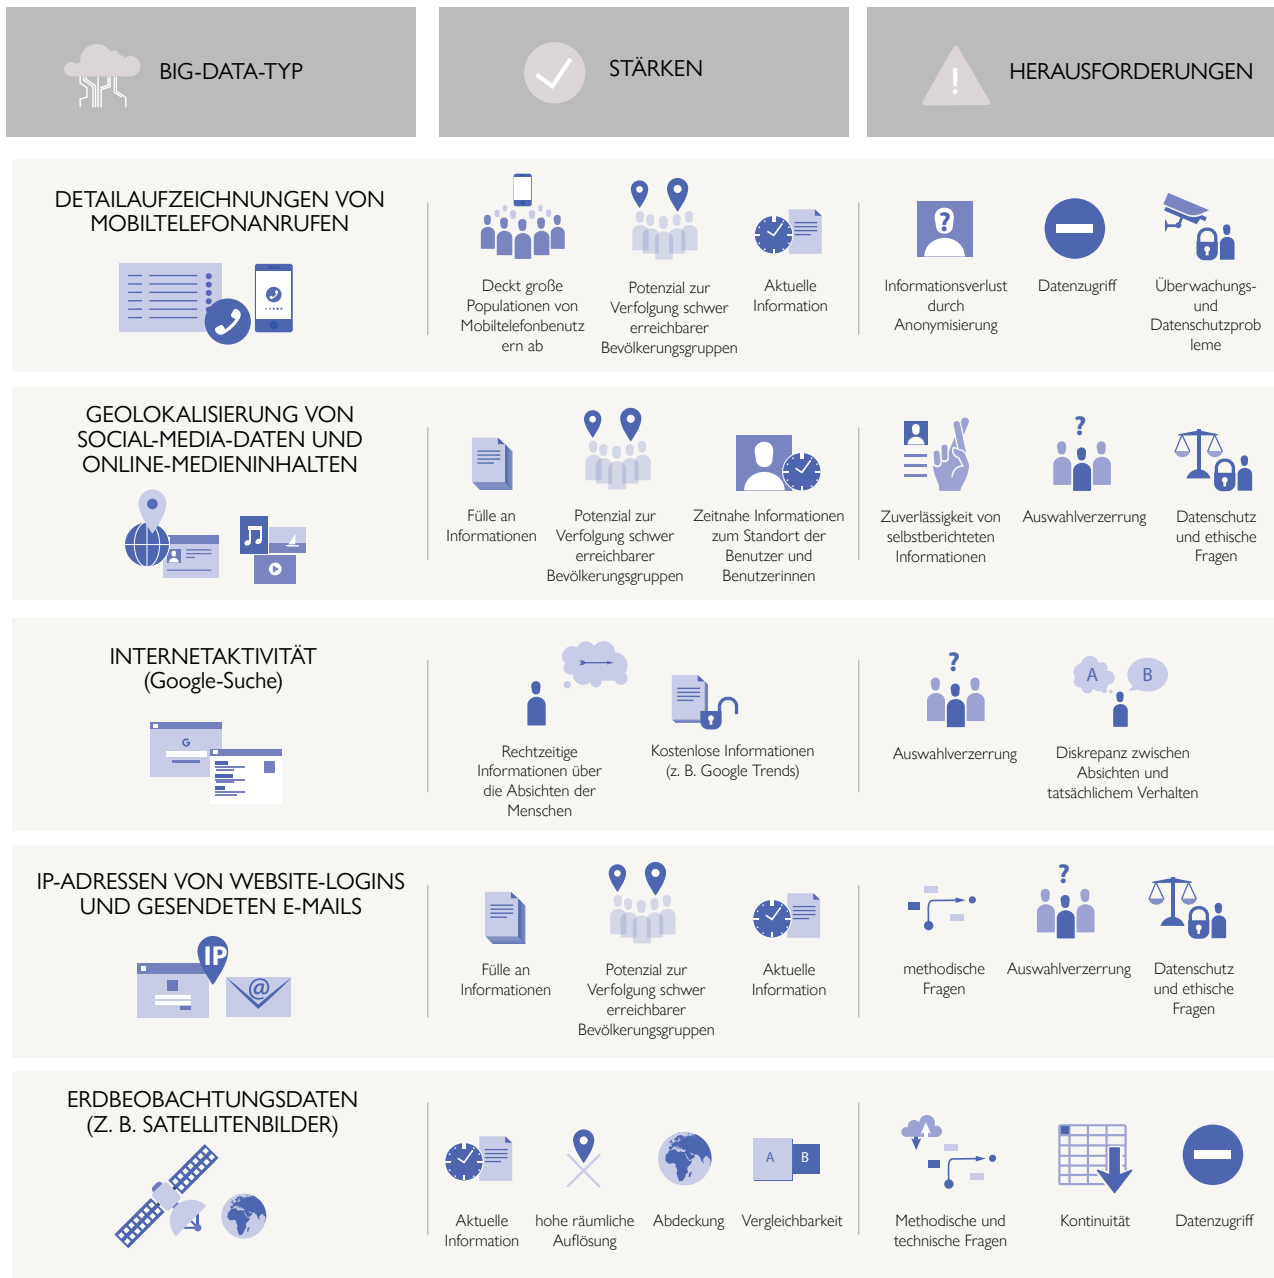 BIG-DATA-TYP
STÄRKEN
HERAUSFORDERUNGEN
DETAILAUFZEICHNUNGEN VON
MOBILTELEFONANRUFEN
Deckt große
Populationen von
Mobiltelefonbenutz
ern ab
Potenzial zur
Verfolgung schwer
erreichbarer
Bevölkerungsgruppen
Aktuelle
Information
?
Informationsverlust
durch
Anonymisierung
Datenzugriff
Überwachungs-
und
Datenschutzprob
leme
GEOLOKALISIERUNG VON
SOCIAL-MEDIA-DATEN UND
ONLINE-MEDIENINHALTEN
Fülle an
Informationen
Potenzial zur
Verfolgung schwer
erreichbarer
Bevölkerungsgruppen
Zeitnahe Informationen
zum Standort der
Benutzer und
Benutzerinnen
Zuverlässigkeit von
selbstberichteten
Informationen
?
Auswahlverzerrung
Datenschutz
und ethische
Fragen
INTERNETAKTIVITÄT
(Google-Suche)
G
Rechtzeitige
Informationen über
die Absichten der
Menschen
Kostenlose Informationen
(z. B. Google Trends)
?
Auswahlverzerrung
A B
Diskrepanz zwischen
Absichten und
tatsächlichem Verhalten
IP-ADRESSEN VON WEBSITE-LOGINS
UND GESENDETEN E-MAILS
IP
@
Fülle an
Informationen
Potenzial zur
Verfolgung schwer
erreichbarer
Bevölkerungsgruppen
Aktuelle
Information
methodische
Fragen
?
Auswahlverzerrung
Datenschutz
und ethische
Fragen
ERDBEOBACHTUNGSDATEN
(Z. B. SATELLITENBILDER)
Aktuelle
Information
hohe räumliche
Auflösung
Abdeckung
A B
Vergleichbarkeit
Methodische und
technische Fragen
Kontinuität
Datenzugriff